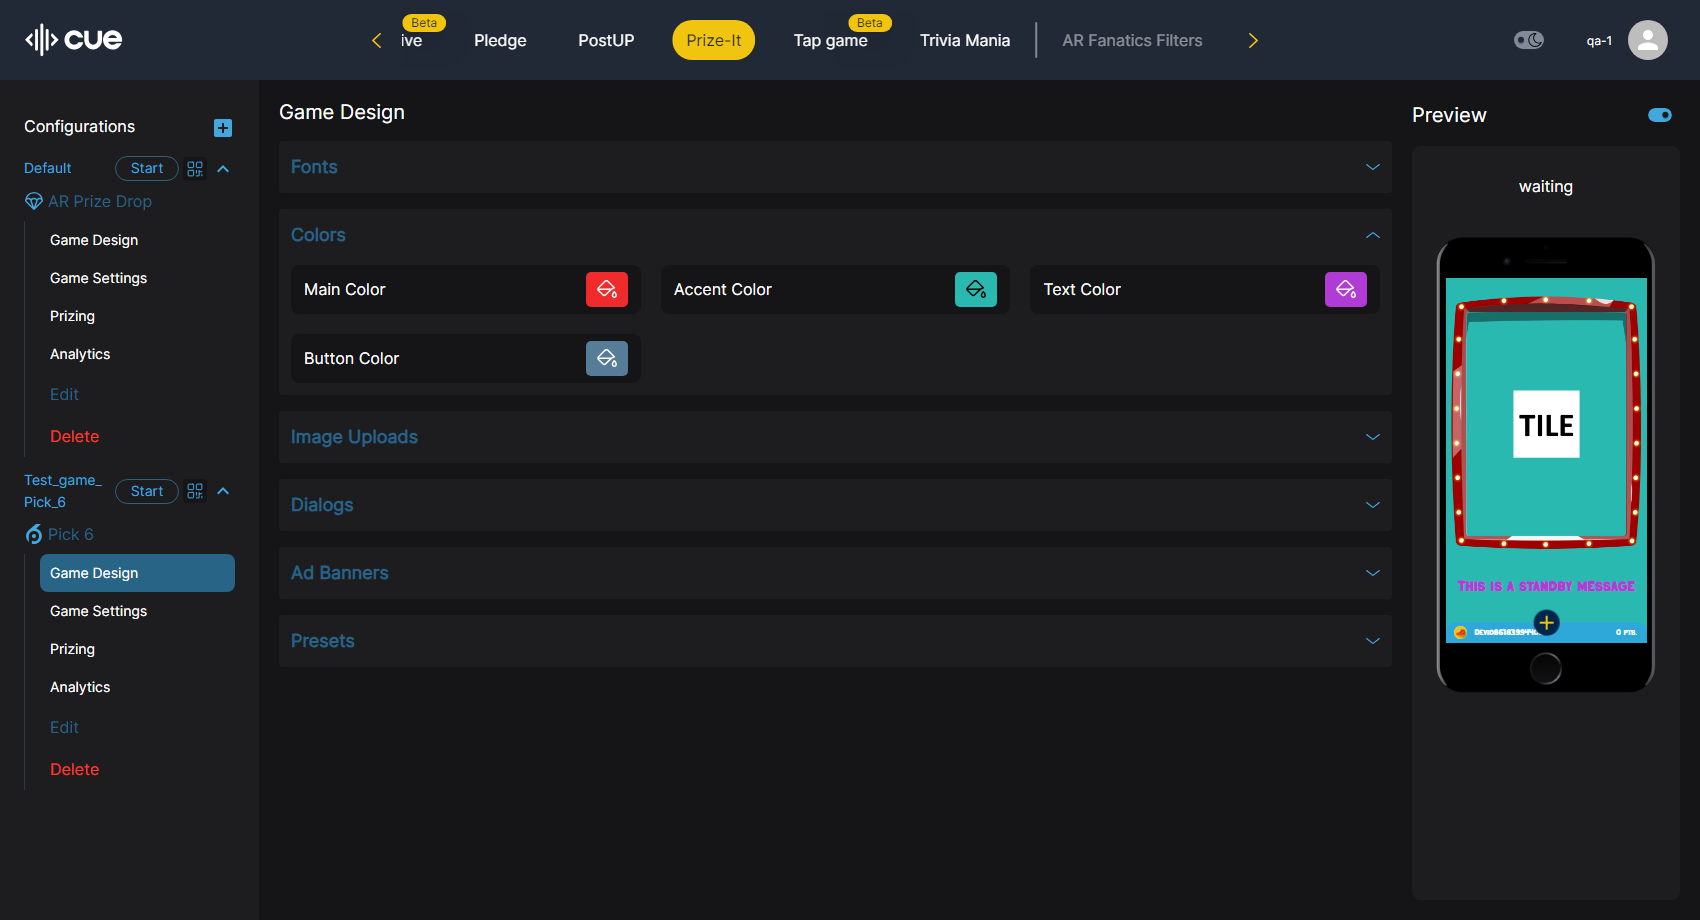 cue
Beta
ive
Pledge
PostUP
Prize-It
Beta
Tap game
Trivia Mania
AR Fanatics Filters
qa-1
Configurations
Default
Start
AR Prize Drop
Game Design
Game Settings
Prizing
Analytics
Edit
Delete
Test_game_
Pick_6
Start
Pick 6
Game Design
Game Settings
Prizing
Analytics
Edit
Delete
Game Design
Fonts
Colors
Main Color
Accent Color
Text Color
Button Color
Image Uploads
Dialogs
Ad Banners
Presets
Preview
waiting
TILE
THIS IS A STANDBY MESSAGE
0 PTS.